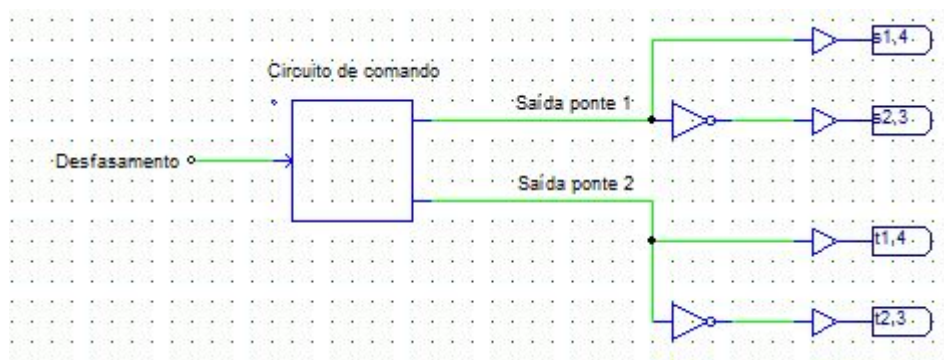 s1,4
Circuito de comando
Saída ponte 1
s2,3
Desfasamento
Saída ponte 2
t1,4
t2,3